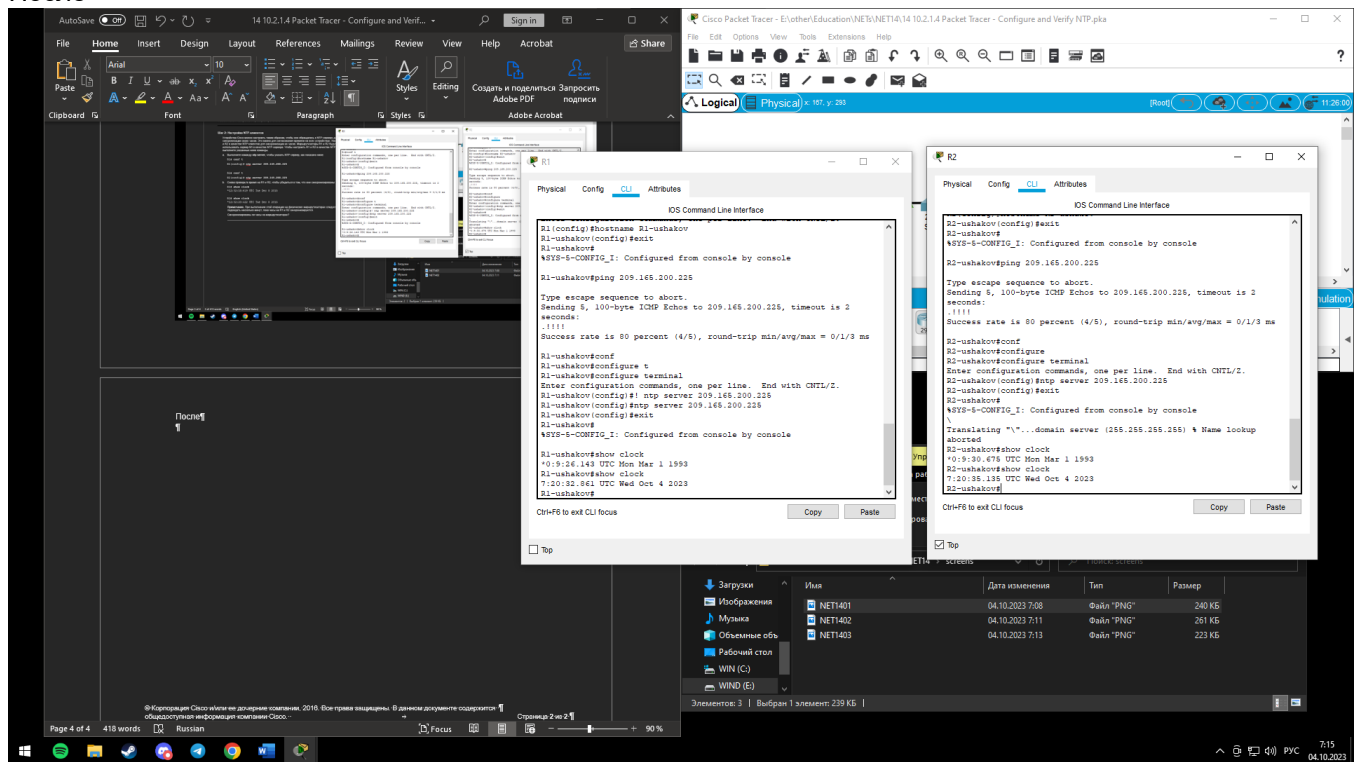 AutoSave Off 14 10.2.1.4 Packet Tracer - Configure and Verif... Sign in
File Home Insert Design Layout References Mailings Review View Help Acrobat Share
Paste
Arial 10
Styles
Editing
Создать и поделиться Adobe PDF
Запросить подписи
Clipboard Font Paragraph Styles Adobe Acrobat
После¶
¶
©Корпорация Cisco и/или ее дочерние компании, 2016. Все права защищены. В данном документе содержится ¶
общедоступная информация компании Cisco. Страница 2 из 2¶
Page 4 of 4 418 words Russian Focus 90%
Cisco Packet Tracer - E:\other\Education\NETs\NET14\14 10.2.1.4 Packet Tracer - Configure and Verify NTP.pka
File Edit Options View Tools Extensions Help
Logical Physical x: 167, y: 293 [Root] 11:26:00
R1
Physical Config CLI Attributes
IOS Command Line Interface
R1(config)#hostname R1-ushakov
R1-ushakov(config)#exit
R1-ushakov#
%SYS-5-CONFIG_I: Configured from console by console
R1-ushakov#ping 209.165.200.225
Type escape sequence to abort.
Sending 5, 100-byte ICMP Echos to 209.165.200.225, timeout is 2
seconds:
.!!!!
Success rate is 80 percent (4/5), round-trip min/avg/max = 0/1/3 ms
R1-ushakov#conf
R1-ushakov#configure t
R1-ushakov#configure terminal
Enter configuration commands, one per line. End with CNTL/Z.
R1-ushakov(config)#! ntp server 209.165.200.225
R1-ushakov(config)#ntp server 209.165.200.225
R1-ushakov(config)#exit
R1-ushakov#
%SYS-5-CONFIG_I: Configured from console by console
R1-ushakov#show clock
*0:9:26.143 UTC Mon Mar 1 1993
R1-ushakov#show clock
7:20:32.861 UTC Wed Oct 4 2023
R1-ushakov#
Ctrl+F6 to exit CLI focus Copy Paste
Top
R2
Physical Config CLI Attributes
IOS Command Line Interface
R2-ushakov(config)#exit
R2-ushakov#
%SYS-5-CONFIG_I: Configured from console by console
R2-ushakov#ping 209.165.200.225
Type escape sequence to abort.
Sending 5, 100-byte ICMP Echos to 209.165.200.225, timeout is 2
seconds:
.!!!!
Success rate is 80 percent (4/5), round-trip min/avg/max = 0/1/3 ms
R2-ushakov#conf
R2-ushakov#configure
R2-ushakov#configure terminal
Enter configuration commands, one per line. End with CNTL/Z.
R2-ushakov(config)#ntp server 209.165.200.225
R2-ushakov(config)#exit
R2-ushakov#
%SYS-5-CONFIG_I: Configured from console by console
\
Translating "\"...domain server (255.255.255.255) % Name lookup
aborted
R2-ushakov#show clock
*0:9:30.675 UTC Mon Mar 1 1993
R2-ushakov#show clock
7:20:35.135 UTC Wed Oct 4 2023
R2-ushakov#
Ctrl+F6 to exit CLI focus Copy Paste
Top
NET14 > screens Поиск: screens
Загрузки
Изображения
Музыка
Объемные объ
Рабочий стол
WIN (C:)
WIND (E:)
Имя Дата изменения Тип Размер
NET1401 04.10.2023 7:08 Файл "PNG" 240 КБ
NET1402 04.10.2023 7:11 Файл "PNG" 261 КБ
NET1403 04.10.2023 7:13 Файл "PNG" 223 КБ
Элементов: 3 Выбран 1 элемент: 239 КБ
РУС 7:15
04.10.2023